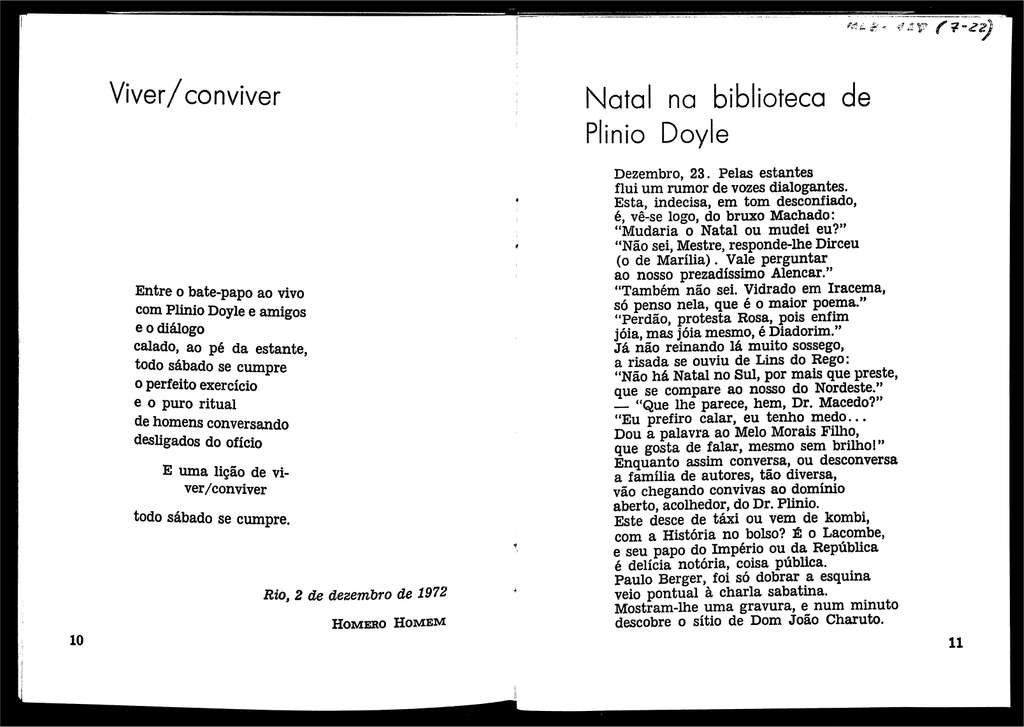 Viver/conviver
Entre o bate-papo ao vivo
com Plinio Doyle e amigos
e o diálogo
calado, ao pé da estante,
todo sábado se cumpre
o perfeito exercício
e o puro ritual
de homens conversando
desligados do ofício
E uma lição de vi-
ver/conviver
todo sábado se cumpre.
Rio, 2 de dezembro de 1972
HOMERO HOMEM
10
(7-22)
Natal na biblioteca de
Plinio Doyle
Dezembro, 23. Pelas estantes
flui um rumor de vozes dialogantes.
Esta, indecisa, em tom desconfiado,
é, vê-se logo, do bruxo Machado:
"Mudaria o Natal ou mudei eu?"
"Não sei, Mestre, responde-lhe Dirceu
(o de Marília). Vale perguntar
ao nosso prezadíssimo Alencar."
"Também não sei. Vidrado em Iracema,
só penso nela, que é o maior poema."
"Perdão, protesta Rosa, pois enfim
jóia, mas jóia mesmo, é Diadorim."
Já não reinando lá muito sossego,
a risada se ouviu de Lins do Rego:
"Não há Natal no Sul, por mais que preste,
que se compare ao nosso do Nordeste."
— "Que lhe parece, hem, Dr. Macedo?"
"Eu prefiro calar, eu tenho medo...
Dou a palavra ao Melo Morais Filho,
que gosta de falar, mesmo sem brilho!"
Enquanto assim conversa, ou desconversa
a família de autores, tão diversa,
vão chegando convivas ao domínio
aberto, acolhedor, do Dr. Plinio.
Este desce de táxi ou vem de kombi,
com a História no bolso? É o Lacombe,
e seu papo do Império ou da República
é delícia notória, coisa pública.
Paulo Berger, foi só dobrar a esquina
veio pontual à charla sabatina.
Mostram-lhe uma gravura, e num minuto
descobre o sítio de Dom João Charuto.
11